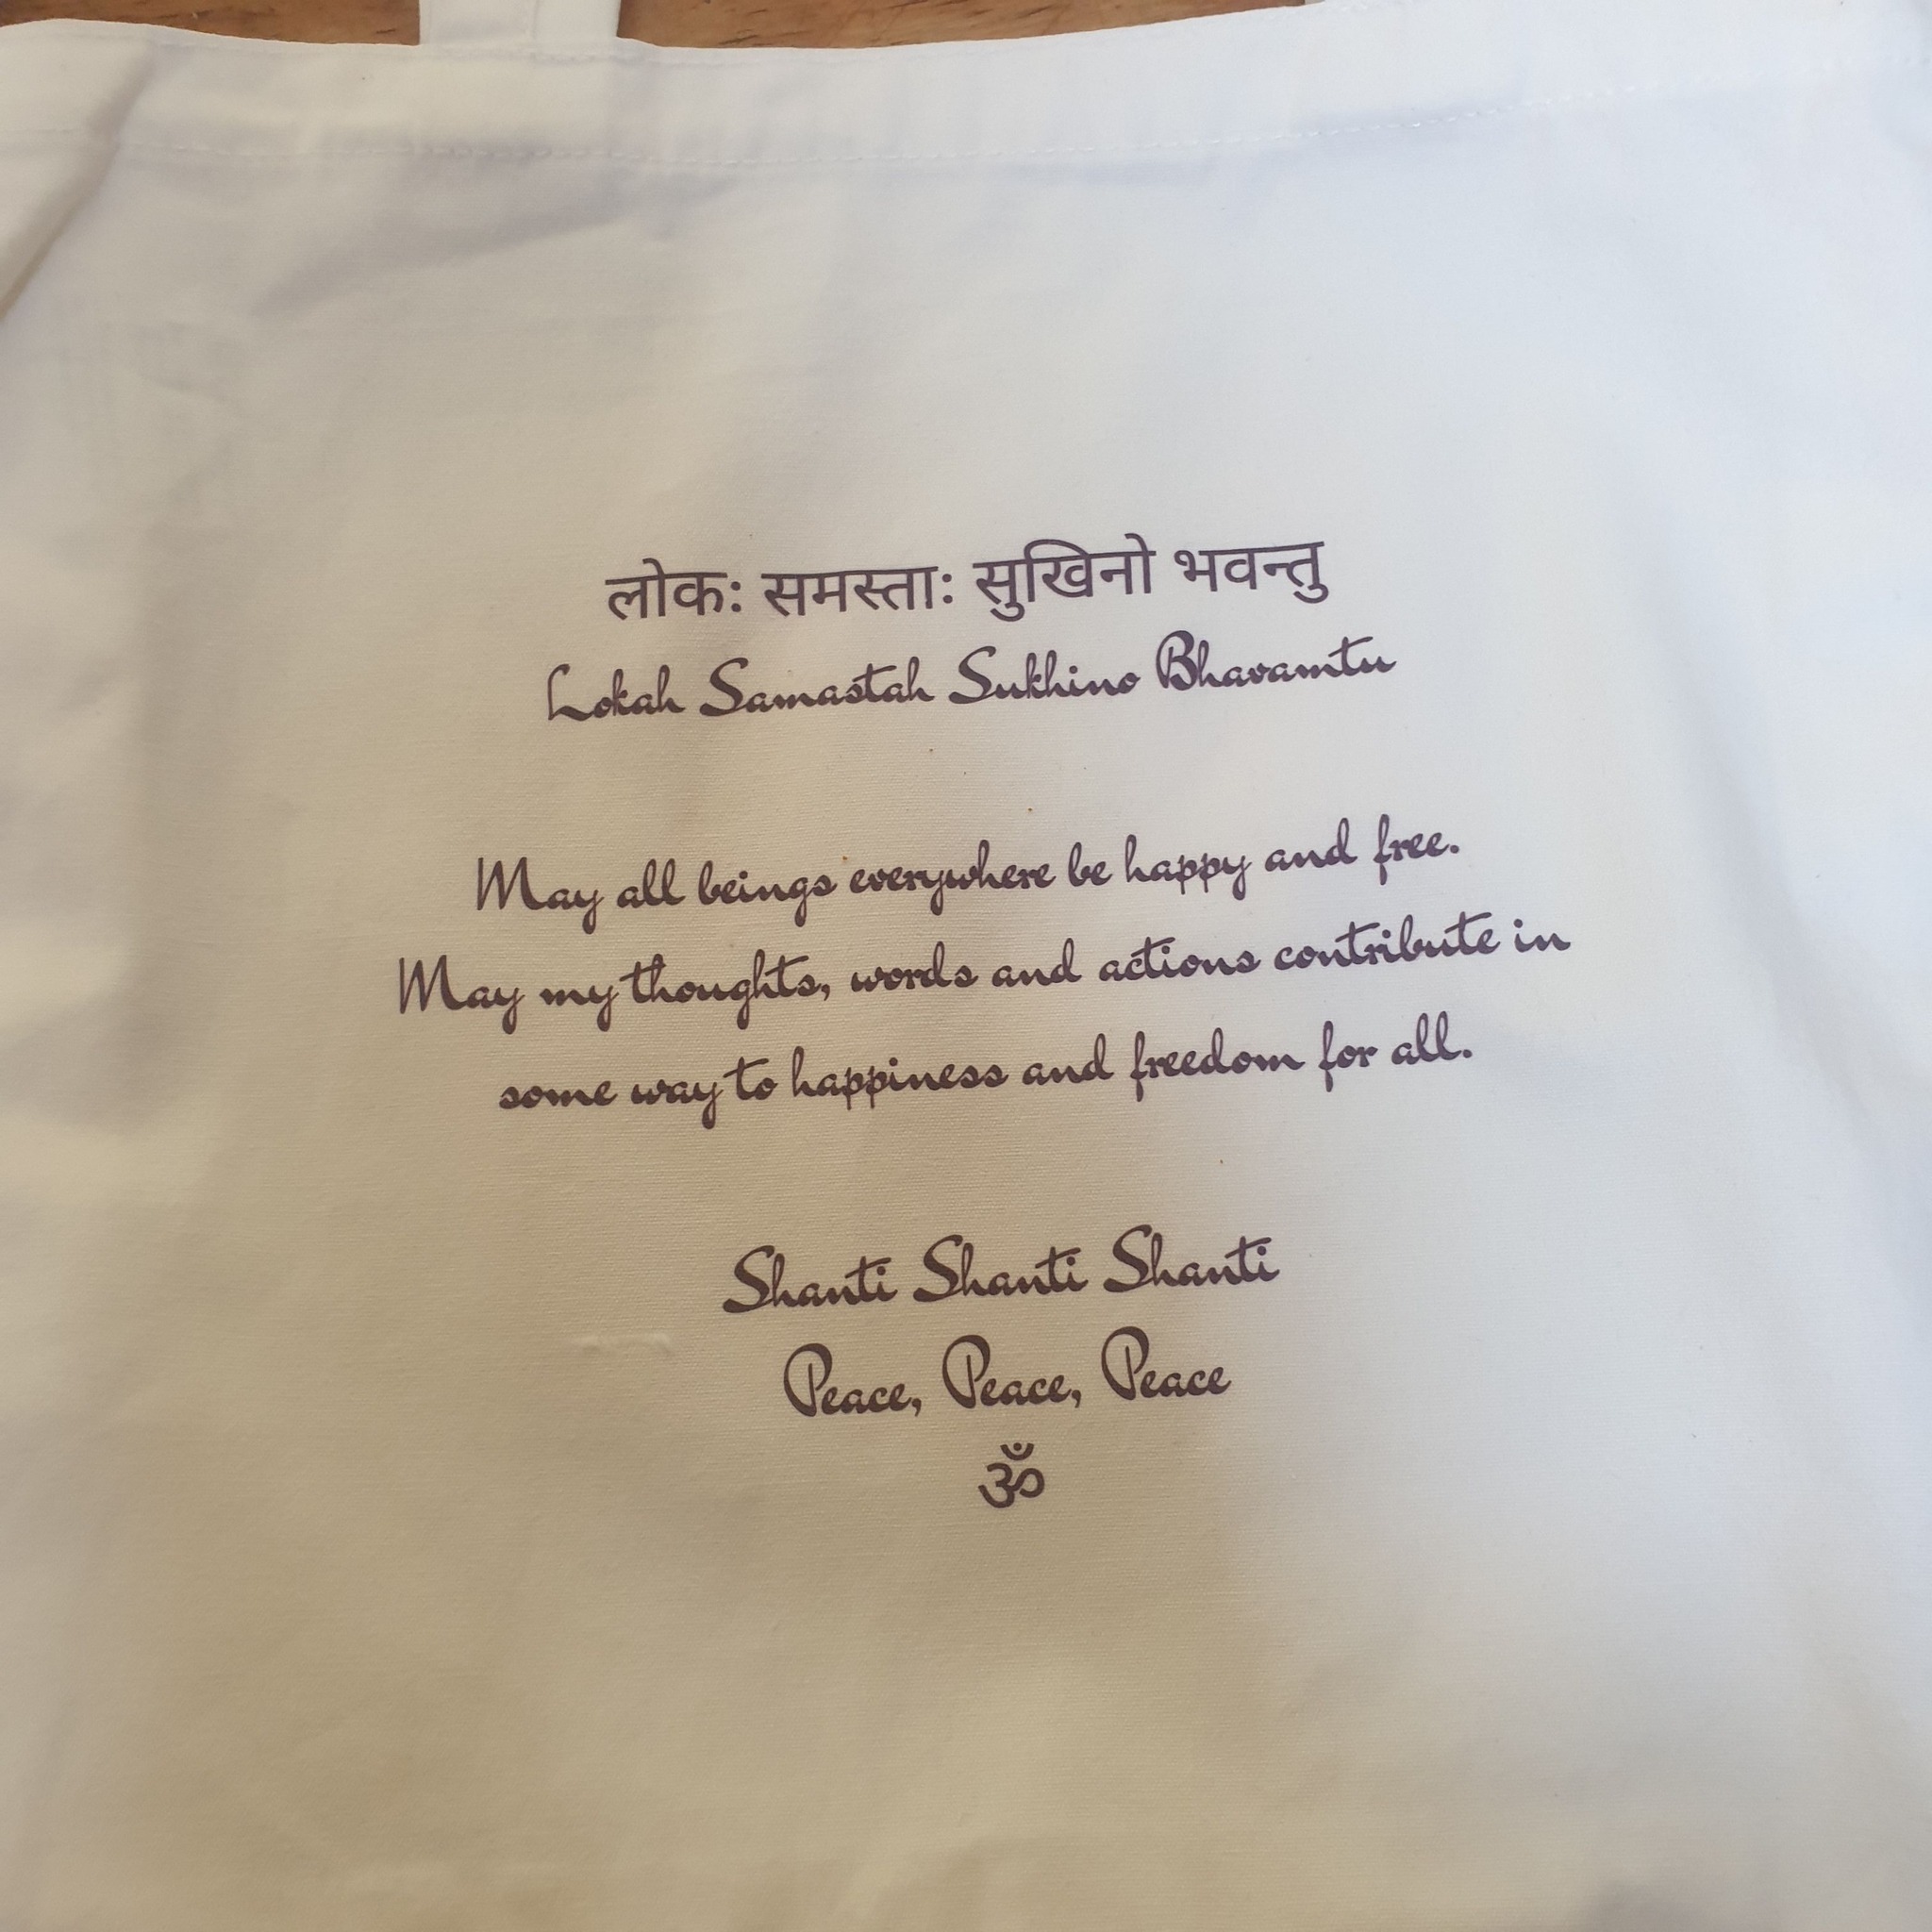 लोकः समस्ताः सुखिनो भवन्तु
Lokah Samastah Sukhino Bhavamtu
May all beings everywhere be happy and free.
May my thoughts, words and actions contribute in
some way to happiness and freedom for all.
Shanti Shanti Shanti
Peace, Peace, Peace
ॐ